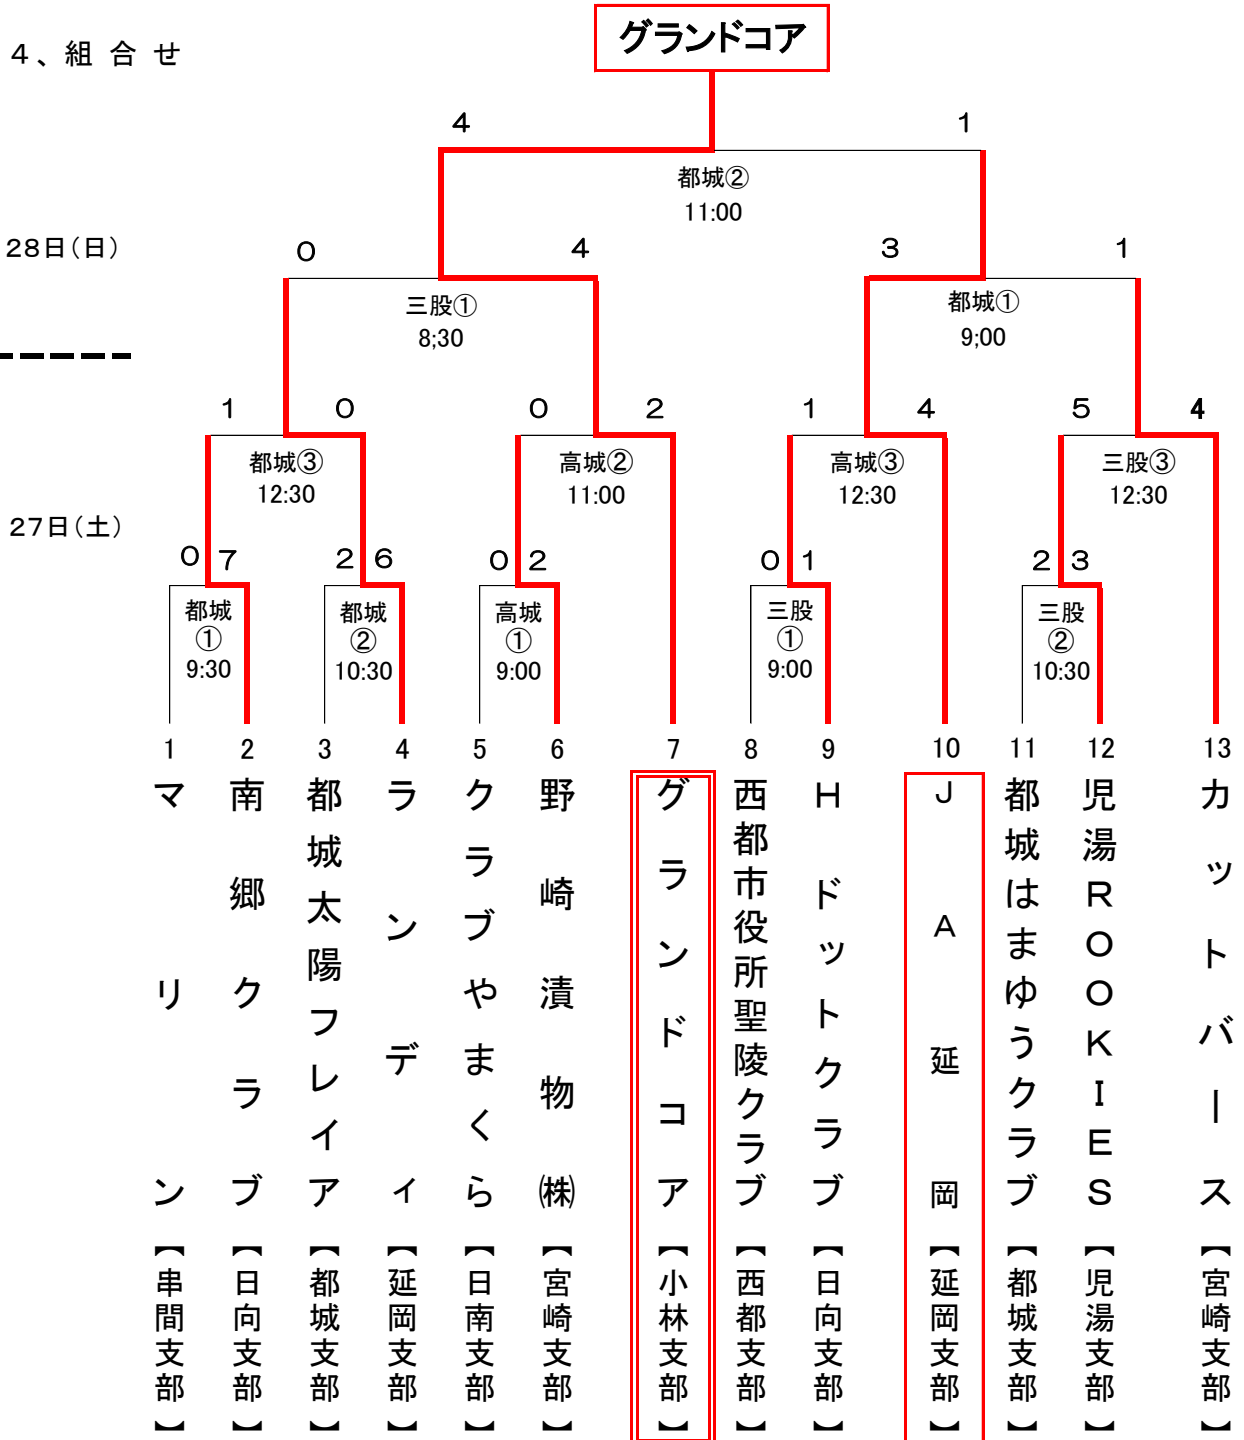 グランドコア
4、組 合 せ
4 1
都城②
11:00
28日(日)
0 4 3 1
三股① 都城①
8;30 9;00
1 0 0 2 1 4 5 4
都城③ 高城② 高城③ 三股③
12:30 11:00 12:30 12:30
27日(土)
0 7 2 6 0 2 0 1 2 3
都城① 都城② 高城① 三股① 三股②
9:30 10:30 9:00 9:00 10:30
1 2 3 4 5 6 7 8 9 10 11 12 13
マリン【串間支部】
南郷クラブ【日向支部】
都城太陽フレイア【都城支部】
ランディ【延岡支部】
クラブやまくら【日南支部】
野崎漬物㈱【宮崎支部】
グランドコア【小林支部】
西都市役所聖陵クラブ【西都支部】
Hドットクラブ【日向支部】
JA延岡【延岡支部】
都城はまゆうクラブ【都城支部】
児湯ROOKIES【児湯支部】
カットバース【宮崎支部】